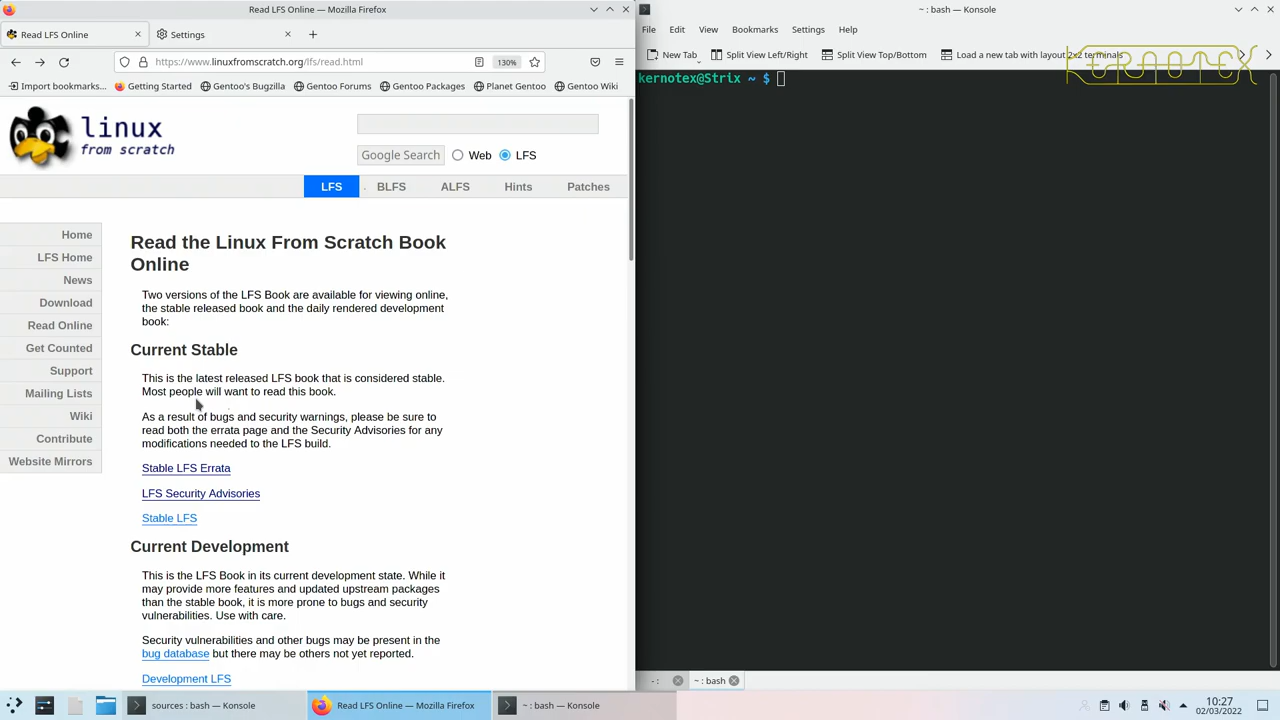 Read LFS Online — Mozilla Firefox
Read LFS Online
Settings
https://www.linuxfromscratch.org/lfs/read.html
130%
Import bookmarks...
Getting Started
Gentoo's Bugzilla
Gentoo Forums
Gentoo Packages
Planet Gentoo
Gentoo Wiki
linux
from scratch
Google Search
Web
LFS
LFS
BLFS
ALFS
Hints
Patches
Home
LFS Home
News
Download
Read Online
Get Counted
Support
Mailing Lists
Wiki
Contribute
Website Mirrors
Read the Linux From Scratch Book
Online
Two versions of the LFS Book are available for viewing online,
the stable released book and the daily rendered development
book:
Current Stable
This is the latest released LFS book that is considered stable.
Most people will want to read this book.
As a result of bugs and security warnings, please be sure to
read both the errata page and the Security Advisories for any
modifications needed to the LFS build.
Stable LFS Errata
LFS Security Advisories
Stable LFS
Current Development
This is the LFS Book in its current development state. While it
may provide more features and updated upstream packages
than the stable book, it is more prone to bugs and security
vulnerabilities. Use with care.
Security vulnerabilities and other bugs may be present in the
bug database but there may be others not yet reported.
Development LFS
~ : bash — Konsole
File
Edit
View
Bookmarks
Settings
Help
New Tab
Split View Left/Right
Split View Top/Bottom
Load a new tab with layout 2x2 terminals
KERNOTEX
kernotex@Strix ~ $
- :
~ : bash
sources : bash — Konsole
Read LFS Online — Mozilla Firefox
~ : bash — Konsole
10:27
02/03/2022